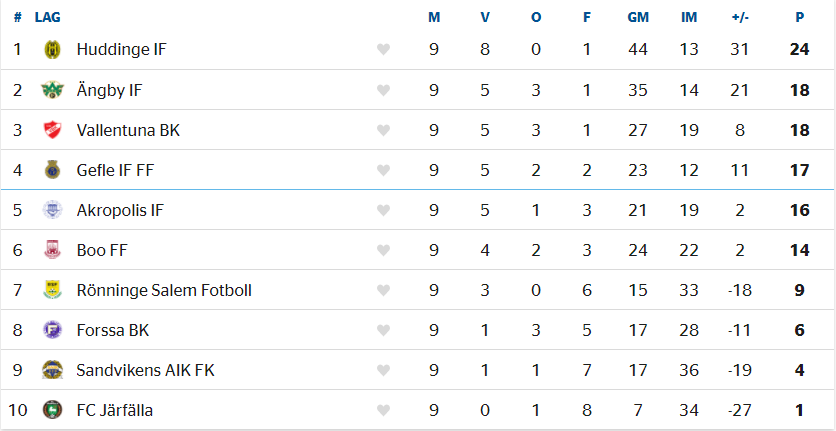 # LAG M V O F GM IM +/- P
1 Huddinge IF 9 8 0 1 44 13 31 24
2 Ängby IF 9 5 3 1 35 14 21 18
3 Vallentuna BK 9 5 3 1 27 19 8 18
4 Gefle IF FF 9 5 2 2 23 12 11 17
5 Akropolis IF 9 5 1 3 21 19 2 16
6 Boo FF 9 4 2 3 24 22 2 14
7 Rönninge Salem Fotboll 9 3 0 6 15 33 -18 9
8 Forssa BK 9 1 3 5 17 28 -11 6
9 Sandvikens AIK FK 9 1 1 7 17 36 -19 4
10 FC Järfälla 9 0 1 8 7 34 -27 1